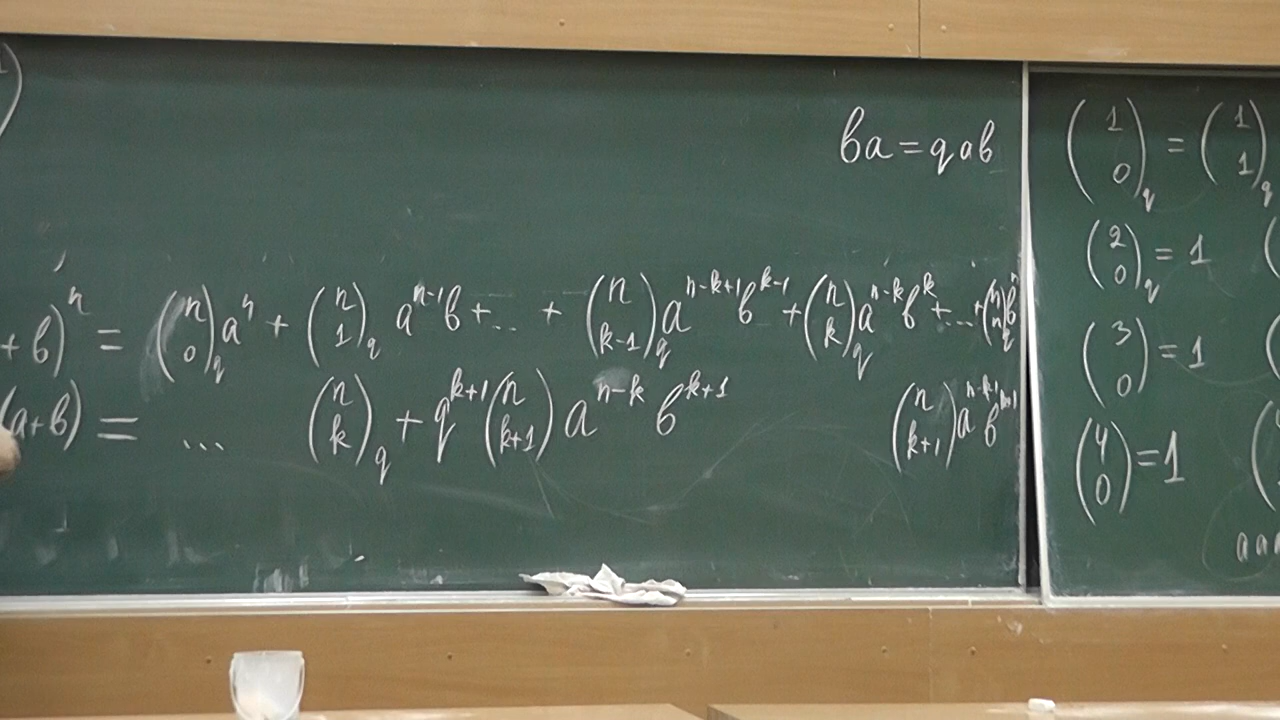 ba = qab
+ b)^n = (n 0)_q a^n + (n 1)_q a^{n-1} b + ... + (n k-1)_q a^{n-k+1} b^{k-1} + (n k)_q a^{n-k} b^k + ... + (n n)_q b^n
(a+b) = ... (n k)_q + q^{k+1} (n k+1) a^{n-k} b^{k+1} (n k+1) a^{n-k-1} b^{k+1}
(1 0)_q = (1 1)_q
(2 0)_q = 1
(3 0) = 1
(4 0) = 1
aa